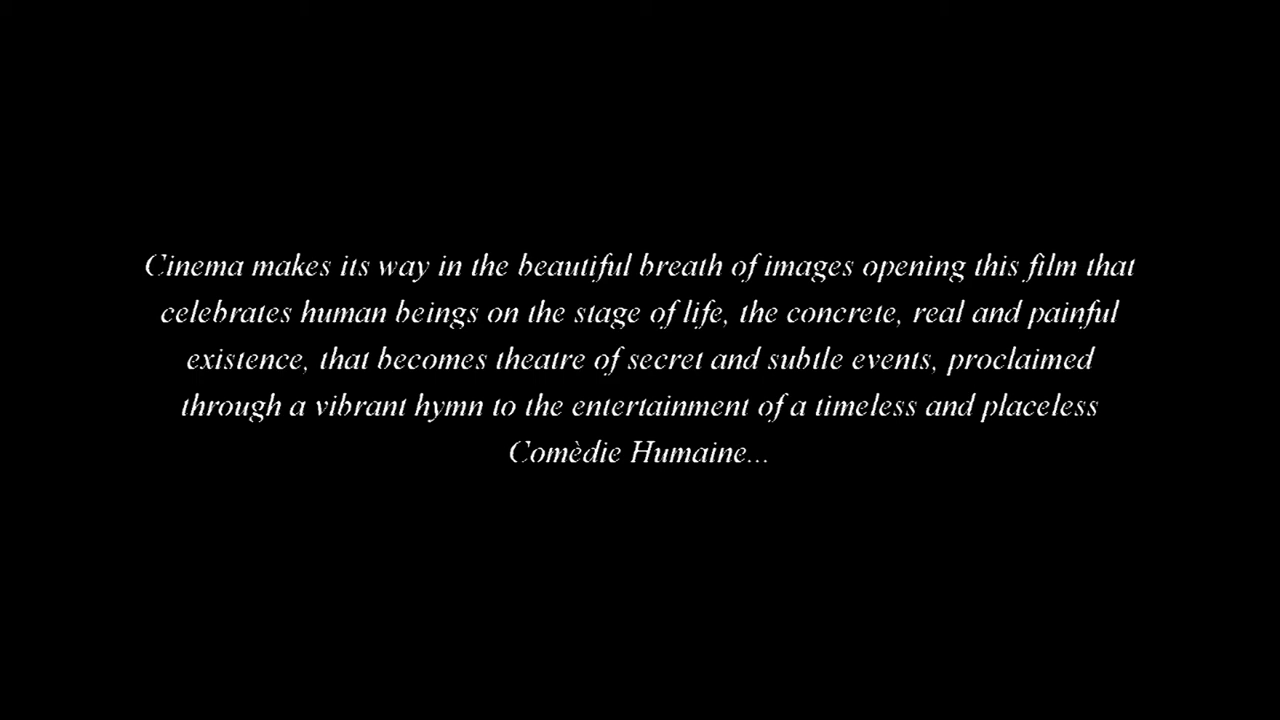 Cinema makes its way in the beautiful breath of images opening this film that
celebrates human beings on the stage of life, the concrete, real and painful
existence, that becomes theatre of secret and subtle events, proclaimed
through a vibrant hymn to the entertainment of a timeless and placeless
Comèdie Humaine...